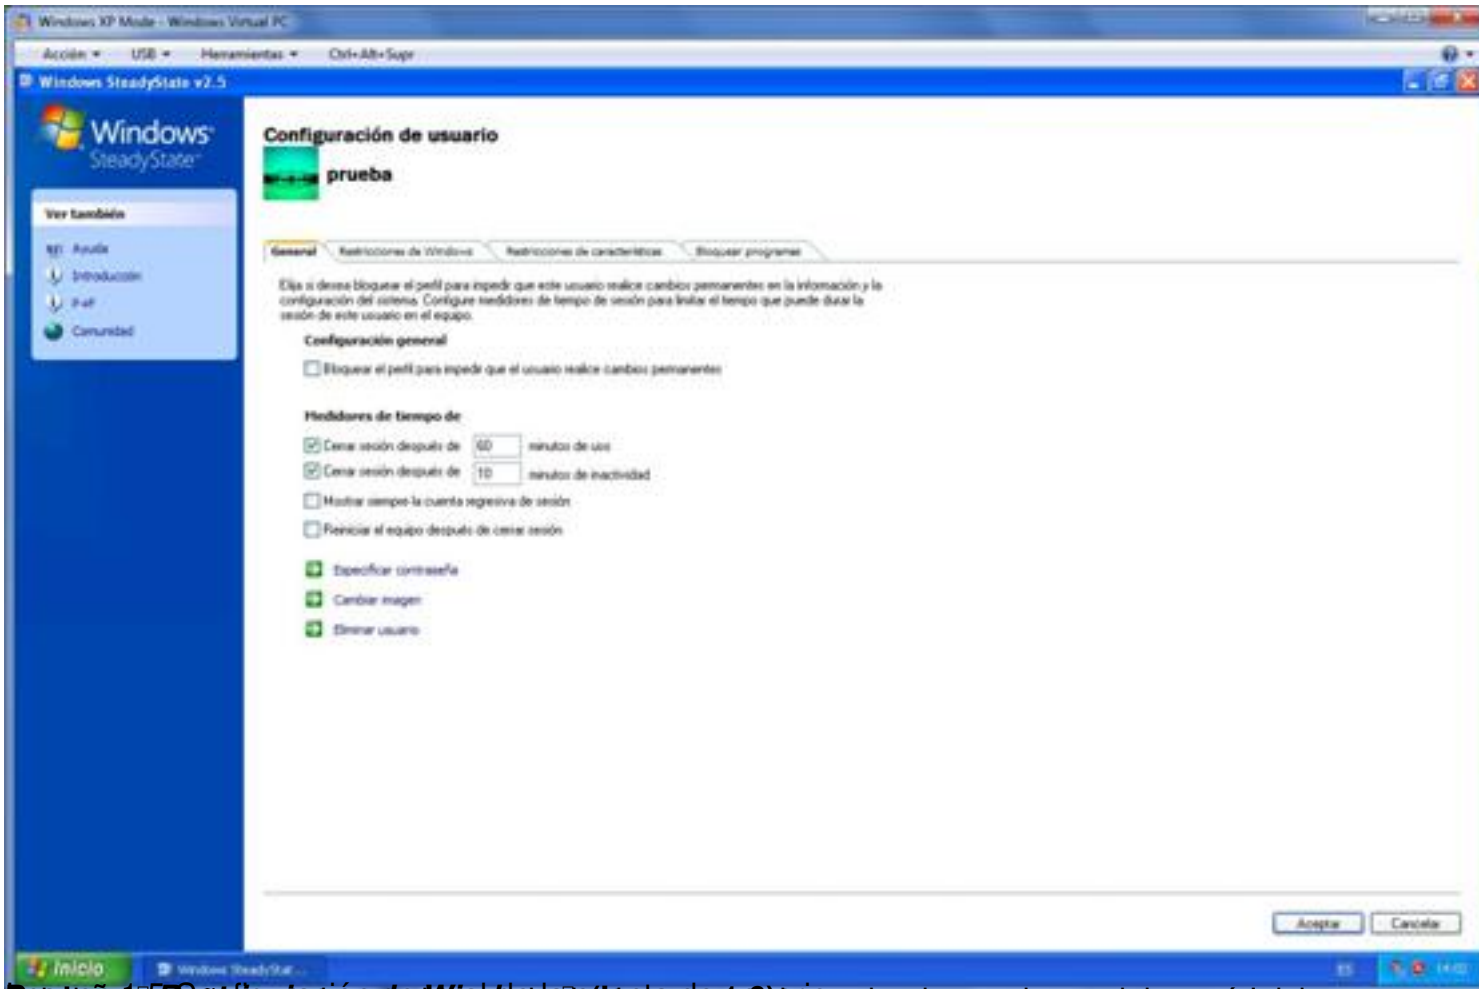 Windows XP Mode - Windows Virtual PC
Acción USB Herramientas Ctrl+Alt+Supr
Windows SteadyState v2.5
Windows
SteadyState
Ver también
Ayuda
Introducción
P+F
Comunidad
Configuración de usuario
prueba
General Restricciones de Windows Restricciones de características Bloquear programas
Elija si desea bloquear el perfil para impedir que este usuario realice cambios permanentes en la información y la
configuración del sistema. Configure medidores de tiempo de sesión para limitar el tiempo que puede durar la
sesión de este usuario en el equipo.
Configuración general
Bloquear el perfil para impedir que el usuario realice cambios permanentes
Medidores de tiempo de
Cerrar sesión después de 60 minutos de uso
Cerrar sesión después de 10 minutos de inactividad
Mostrar siempre la cuenta regresiva de sesión
Reiniciar el equipo después de cerrar sesión
Especificar contraseña
Cambiar imagen
Eliminar usuario
Aceptar Cancelar
Inicio Windows SteadyStat... ES 14:02